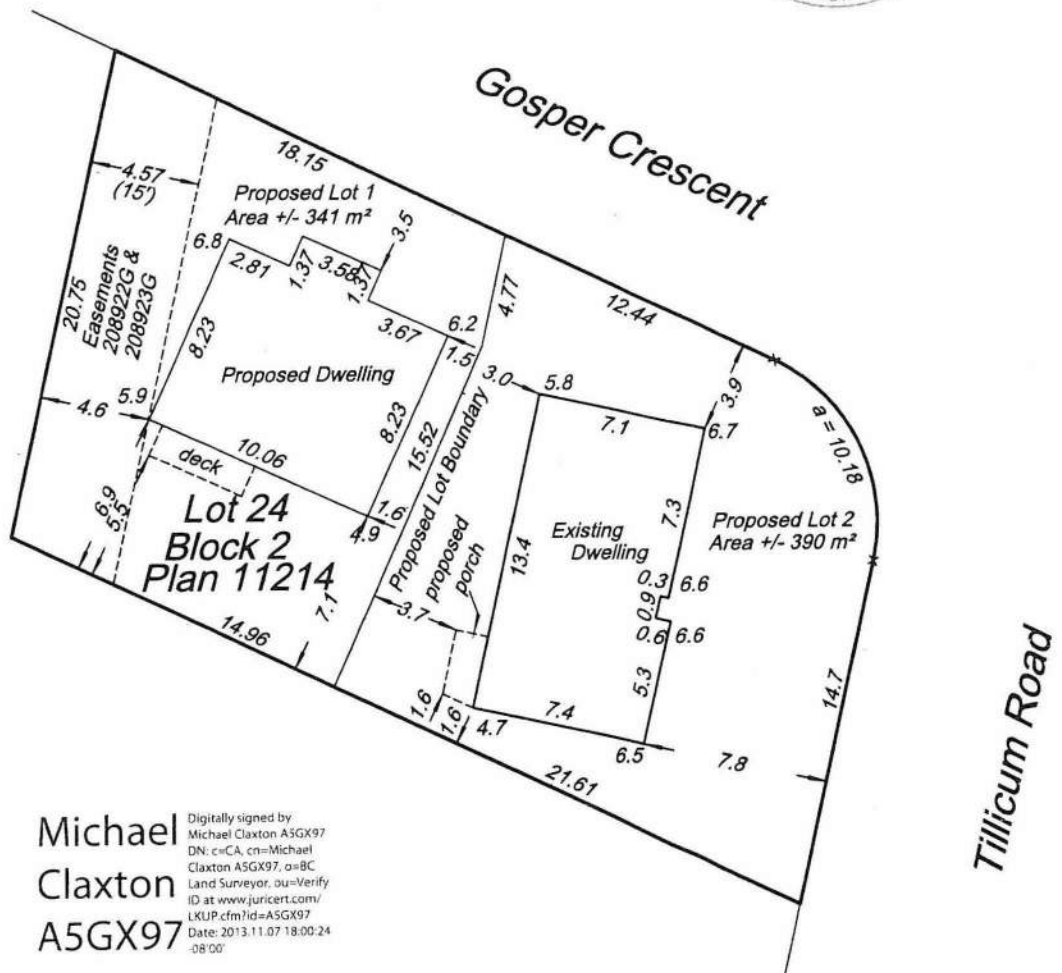 Gosper Crescent
18.15
4.57
(15')
Proposed Lot 1
Area +/- 341 m²
3.5
6.8
2.81
1.37
3.58
1.37
4.77
12.44
20.75
Easements
208922G &
208923G
8.23
3.67
6.2
1.5
Proposed Dwelling
3.0
5.8
3.9
a = 10.18
7.1
6.7
4.6
5.9
8.23
15.52
Proposed Lot Boundary
10.06
deck
6.9
5.5
Lot 24
Block 2
Plan 11214
1.6
4.9
proposed
porch
13.4
Existing
Dwelling
7.3
Proposed Lot 2
Area +/- 390 m²
0.3
6.6
0.9
0.6
6.6
3.7
7.1
14.96
5.3
14.7
1.6
1.6
4.7
7.4
6.5
7.8
21.61
Tillicum Road
Michael
Claxton
A5GX97
Digitally signed by
Michael Claxton A5GX97
DN: c=CA, cn=Michael
Claxton A5GX97, o=BC
Land Surveyor, ou=Verify
ID at www.juricert.com/
LKUP.cfm?id=A5GX97
Date: 2013.11.07 18:00:24
-08'00'